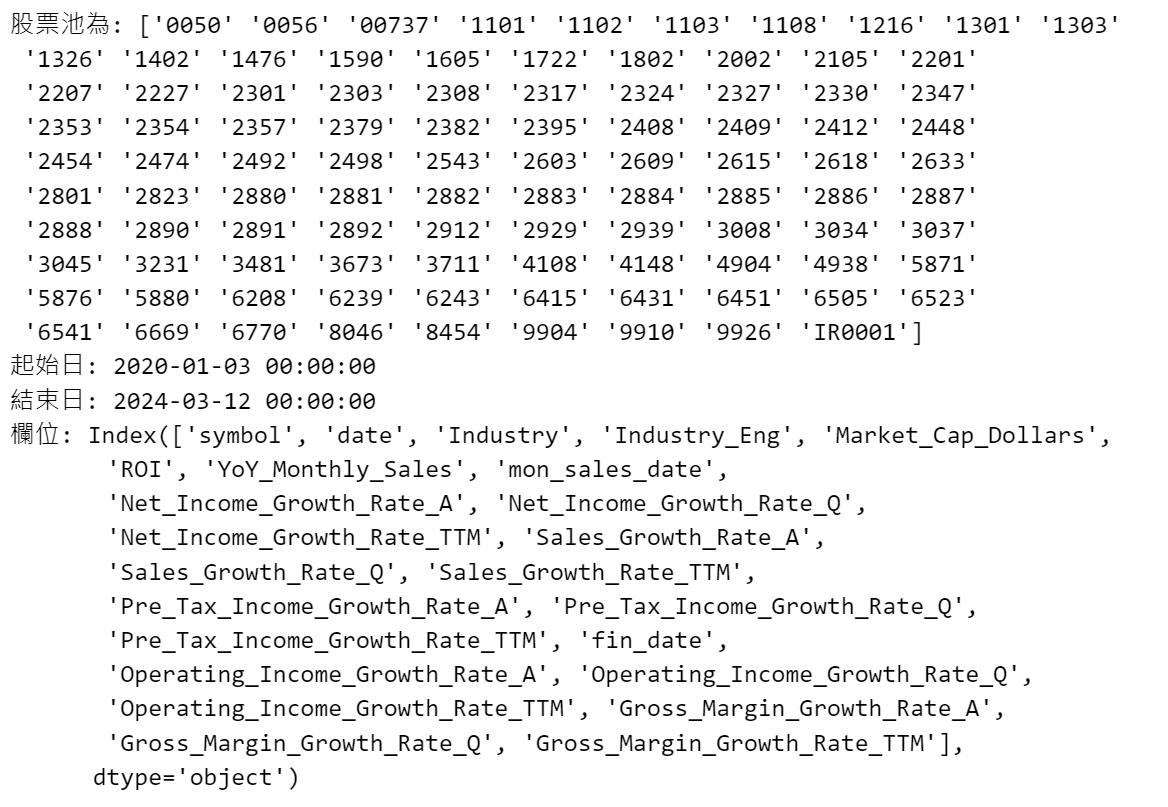 股票池為: ['0050' '0056' '00737' '1101' '1102' '1103' '1108' '1216' '1301' '1303'
'1326' '1402' '1476' '1590' '1605' '1722' '1802' '2002' '2105' '2201'
'2207' '2227' '2301' '2303' '2308' '2317' '2324' '2327' '2330' '2347'
'2353' '2354' '2357' '2379' '2382' '2395' '2408' '2409' '2412' '2448'
'2454' '2474' '2492' '2498' '2543' '2603' '2609' '2615' '2618' '2633'
'2801' '2823' '2880' '2881' '2882' '2883' '2884' '2885' '2886' '2887'
'2888' '2890' '2891' '2892' '2912' '2929' '2939' '3008' '3034' '3037'
'3045' '3231' '3481' '3673' '3711' '4108' '4148' '4904' '4938' '5871'
'5876' '5880' '6208' '6239' '6243' '6415' '6431' '6451' '6505' '6523'
'6541' '6669' '6770' '8046' '8454' '9904' '9910' '9926' 'IR0001']
起始日: 2020-01-03 00:00:00
結束日: 2024-03-12 00:00:00
欄位: Index(['symbol', 'date', 'Industry', 'Industry_Eng', 'Market_Cap_Dollars',
'ROI', 'YoY_Monthly_Sales', 'mon_sales_date',
'Net_Income_Growth_Rate_A', 'Net_Income_Growth_Rate_Q',
'Net_Income_Growth_Rate_TTM', 'Sales_Growth_Rate_A',
'Sales_Growth_Rate_Q', 'Sales_Growth_Rate_TTM',
'Pre_Tax_Income_Growth_Rate_A', 'Pre_Tax_Income_Growth_Rate_Q',
'Pre_Tax_Income_Growth_Rate_TTM', 'fin_date',
'Operating_Income_Growth_Rate_A', 'Operating_Income_Growth_Rate_Q',
'Operating_Income_Growth_Rate_TTM', 'Gross_Margin_Growth_Rate_A',
'Gross_Margin_Growth_Rate_Q', 'Gross_Margin_Growth_Rate_TTM'],
dtype='object')